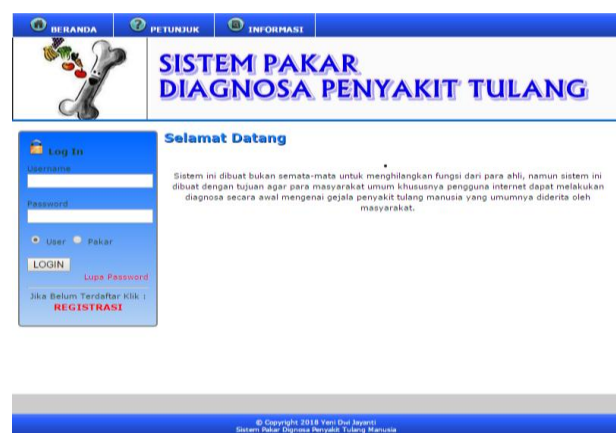 BERANDA
PETUNJUK
INFORMASI
SISTEM PAKAR
DIAGNOSA PENYAKIT TULANG
Log In
Username
Password
User Pakar
LOGIN
Lupa Password
Jika Belum Terdaftar Klik :
REGISTRASI
Selamat Datang
Sistem ini dibuat bukan semata-mata untuk menghilangkan fungsi dari para ahli, namun sistem ini
dibuat dengan tujuan agar para masyarakat umum khususnya pengguna internet dapat melakukan
diagnosa secara awal mengenai gejala penyakit tulang manusia yang umumnya diderita oleh
masyarakat.
© Copyright 2018 Yeni Dwi Jayanti
Sistem Pakar Dignosa Penyakit Tulang Manusia